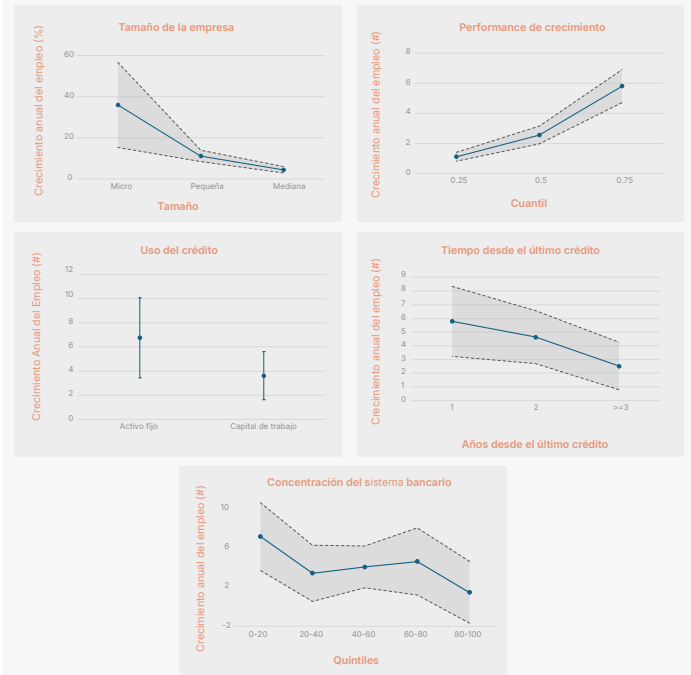 Tamaño de la empresa
Crecimiento anual del empleo (%)
60
40
20
0
Micro
Pequeña
Mediana
Tamaño
Performance de crecimiento
Crecimiento anual del empleo (#)
8
6
4
2
0
0.25
0.5
0.75
Cuantil
Uso del crédito
Crecimiento Anual del Empleo (#)
12
10
8
6
4
2
0
Activo fijo
Capital de trabajo
Tiempo desde el último crédito
Crecimiento anual del empleo (#)
9
8
7
6
5
4
3
2
1
0
1
2
>=3
Años desde el último crédito
Concentración del sistema bancario
Crecimiento anual del empleo (#)
10
6
2
-2
0-20
20-40
40-60
60-80
80-100
Quintiles